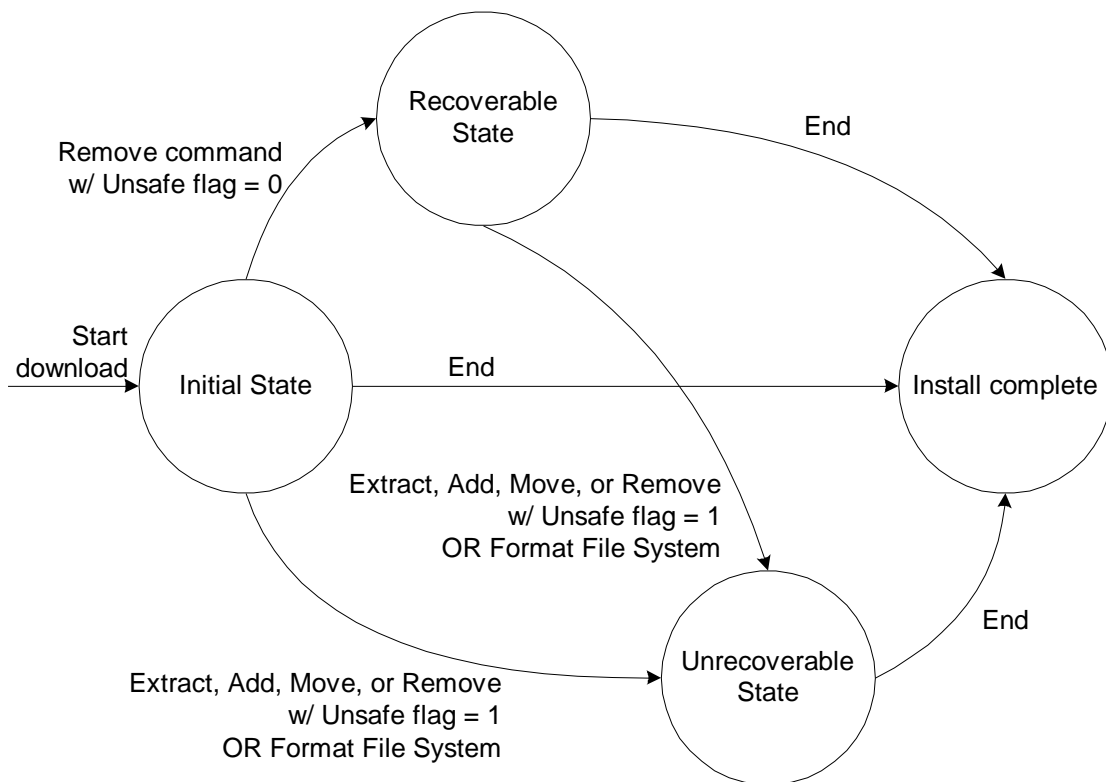 Recoverable
State
End
Remove command
w/ Unsafe flag = 0
Start
download
Initial State
End
Install complete
Extract, Add, Move, or Remove
w/ Unsafe flag = 1
OR Format File System
End
Unrecoverable
State
Extract, Add, Move, or Remove
w/ Unsafe flag = 1
OR Format File System